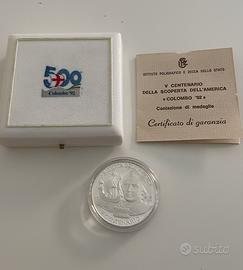 500
Colombo '92
ISTITUTO POLIGRAFICO E ZECCA DELLO STATO
V CENTENARIO
DELLA SCOPERTA DELL'AMERICA
« COLOMBO '92 »
Coniazione di medaglie
Certificato di garanzia
subito